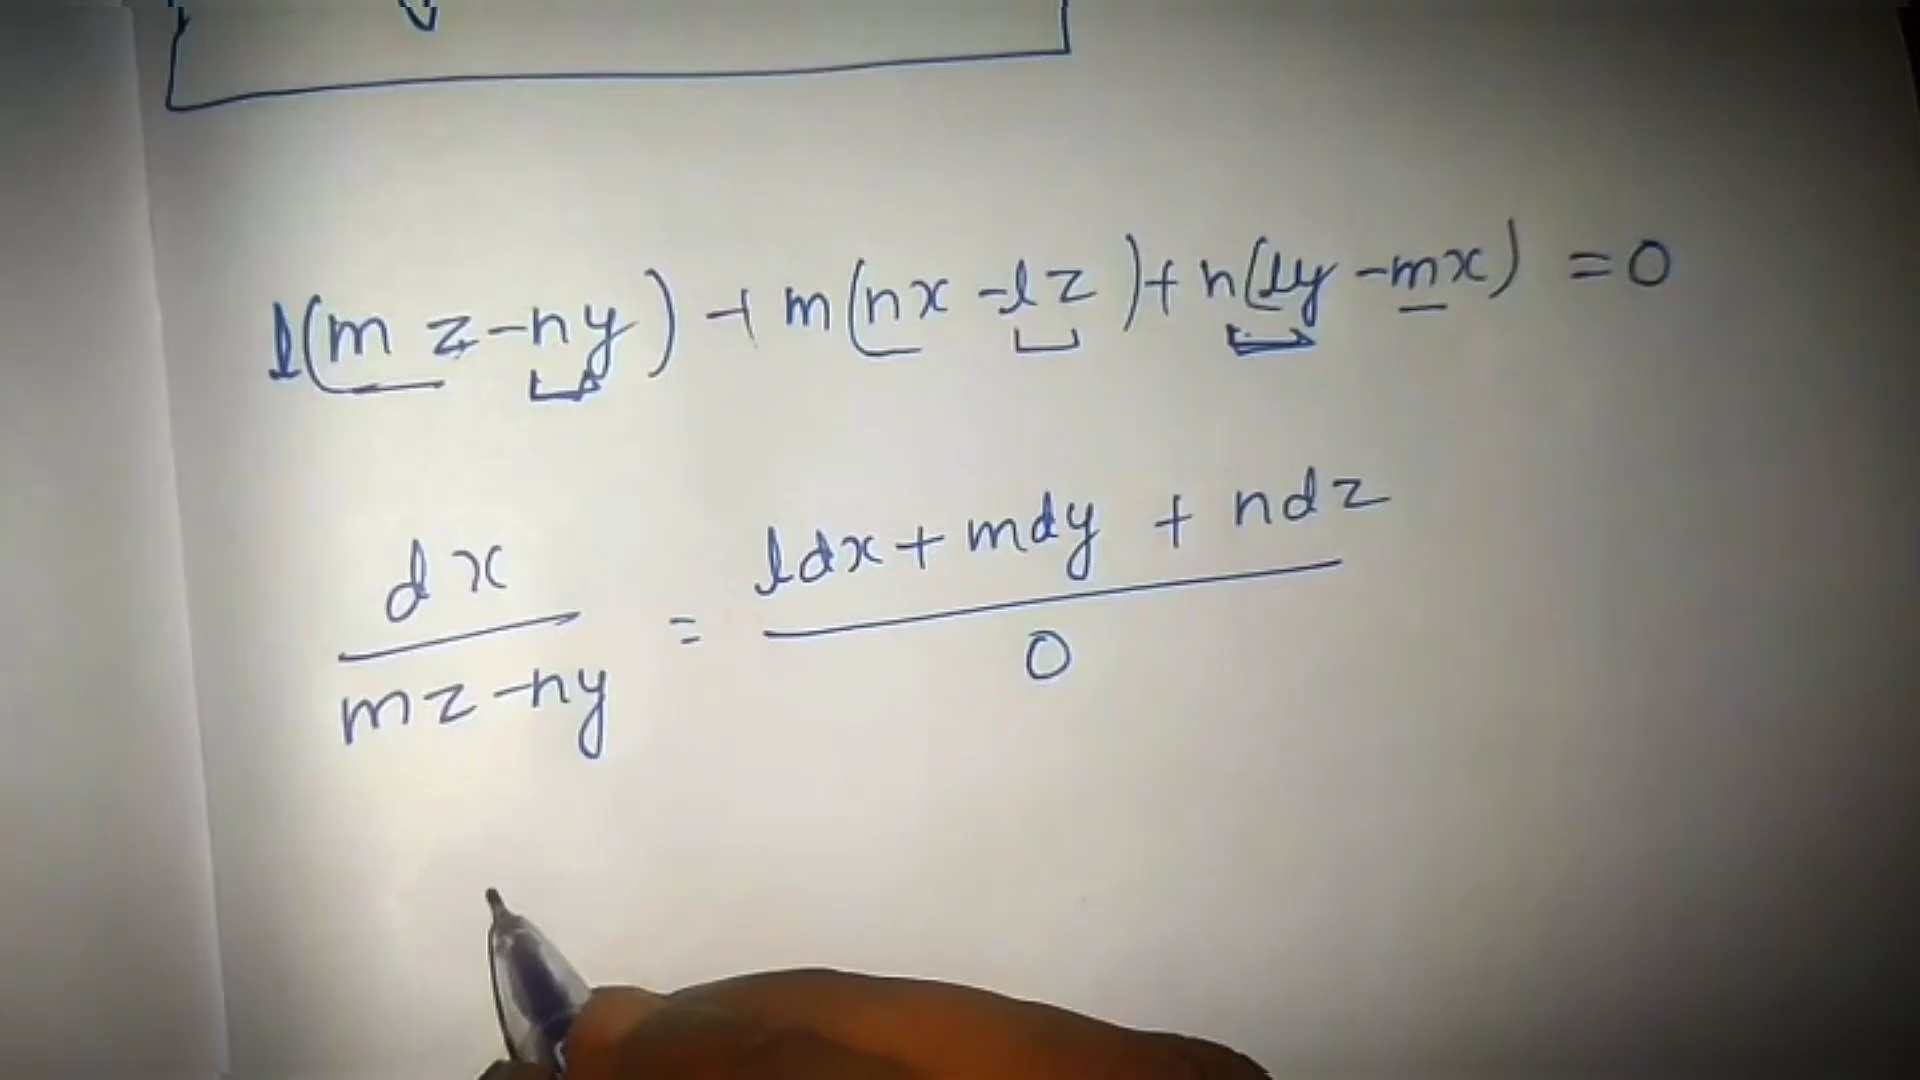 l(mz-ny)+m(nx-lz)+n(ly-mx)=0
dx/mz-ny = ldx+mdy+ndz/0